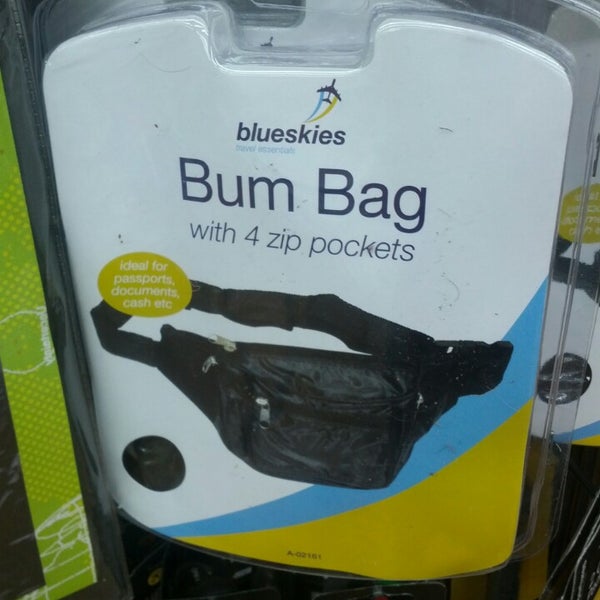 blueskies
travel essentials
Bum Bag
with 4 zip pockets
ideal for
passports,
documents,
cash etc
A-02161